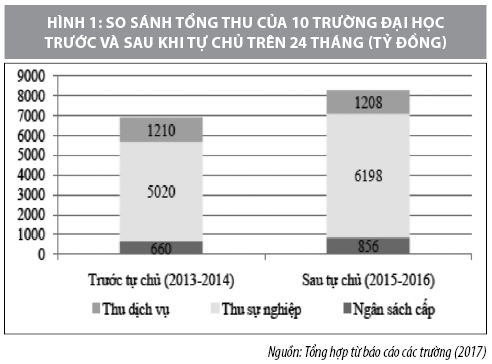 HÌNH 1: SO SÁNH TỔNG THU CỦA 10 TRƯỜNG ĐẠI HỌC
TRƯỚC VÀ SAU KHI TỰ CHỦ TRÊN 24 THÁNG (TỶ ĐỒNG)
9000
8000
7000
6000
5000
4000
3000
2000
1000
0
1210
5020
660
1208
6198
856
Trước tự chủ (2013-2014)
Sau tự chủ (2015-2016)
Thu dịch vụ
Thu sự nghiệp
Ngân sách cấp
Nguồn: Tổng hợp từ báo cáo các trường (2017)